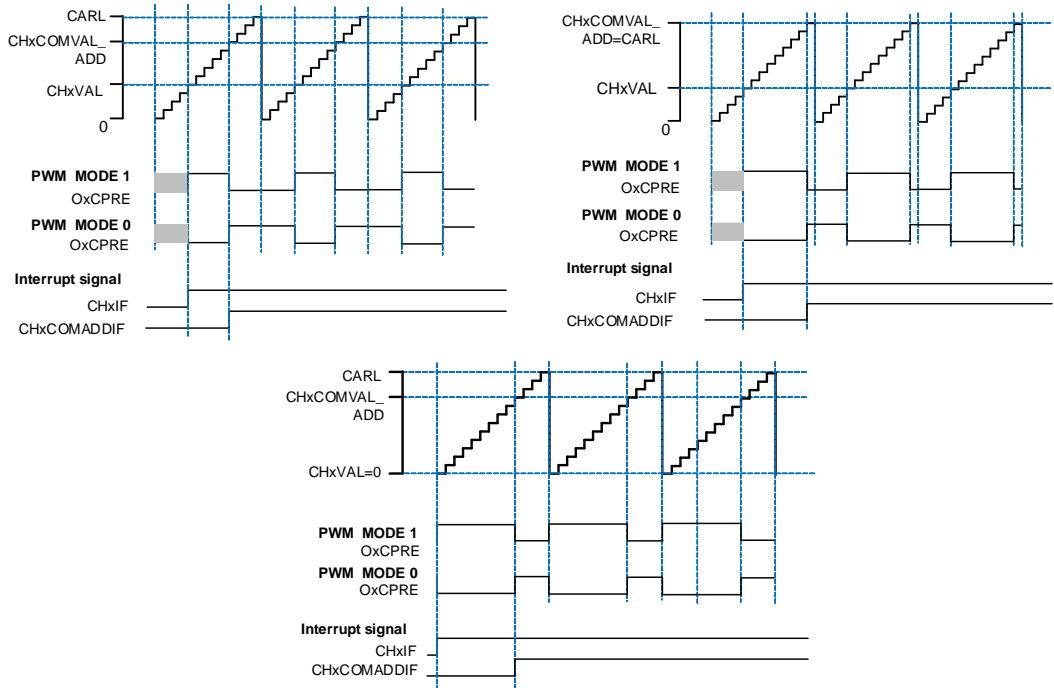 CARL
CHxCOMVAL_
ADD
CHxVAL
0
PWM MODE 1
OxCPRE
PWM MODE 0
OxCPRE
Interrupt signal
CHxIF
CHxCOMADDIF
CHxCOMVAL_
ADD=CARL
CHxVAL
0
PWM MODE 1
OxCPRE
PWM MODE 0
OxCPRE
Interrupt signal
CHxIF
CHxCOMADDIF
CARL
CHxCOMVAL_
ADD
CHxVAL=0
PWM MODE 1
OxCPRE
PWM MODE 0
OxCPRE
Interrupt signal
CHxIF
CHxCOMADDIF